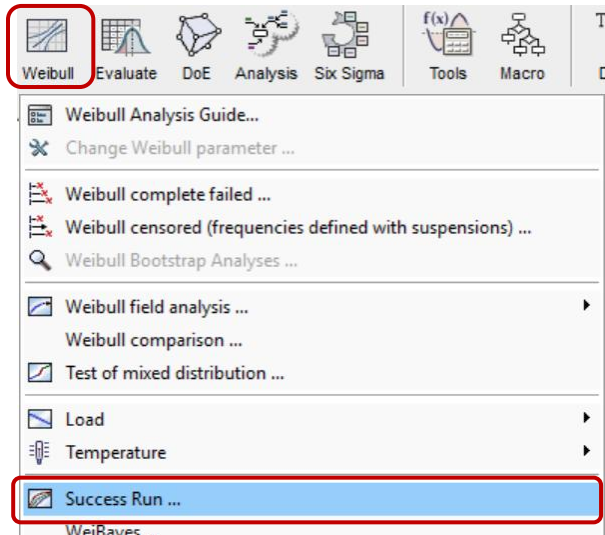 f(x)
T
Weibull Evaluate DoE Analysis Six Sigma Tools Macro
Weibull Analysis Guide...
Change Weibull parameter ...
Weibull complete failed ...
Weibull censored (frequencies defined with suspensions) ...
Weibull Bootstrap Analyses ...
Weibull field analysis ...
Weibull comparison ...
Test of mixed distribution ...
Load
Temperature
Success Run ...
WeiBayes